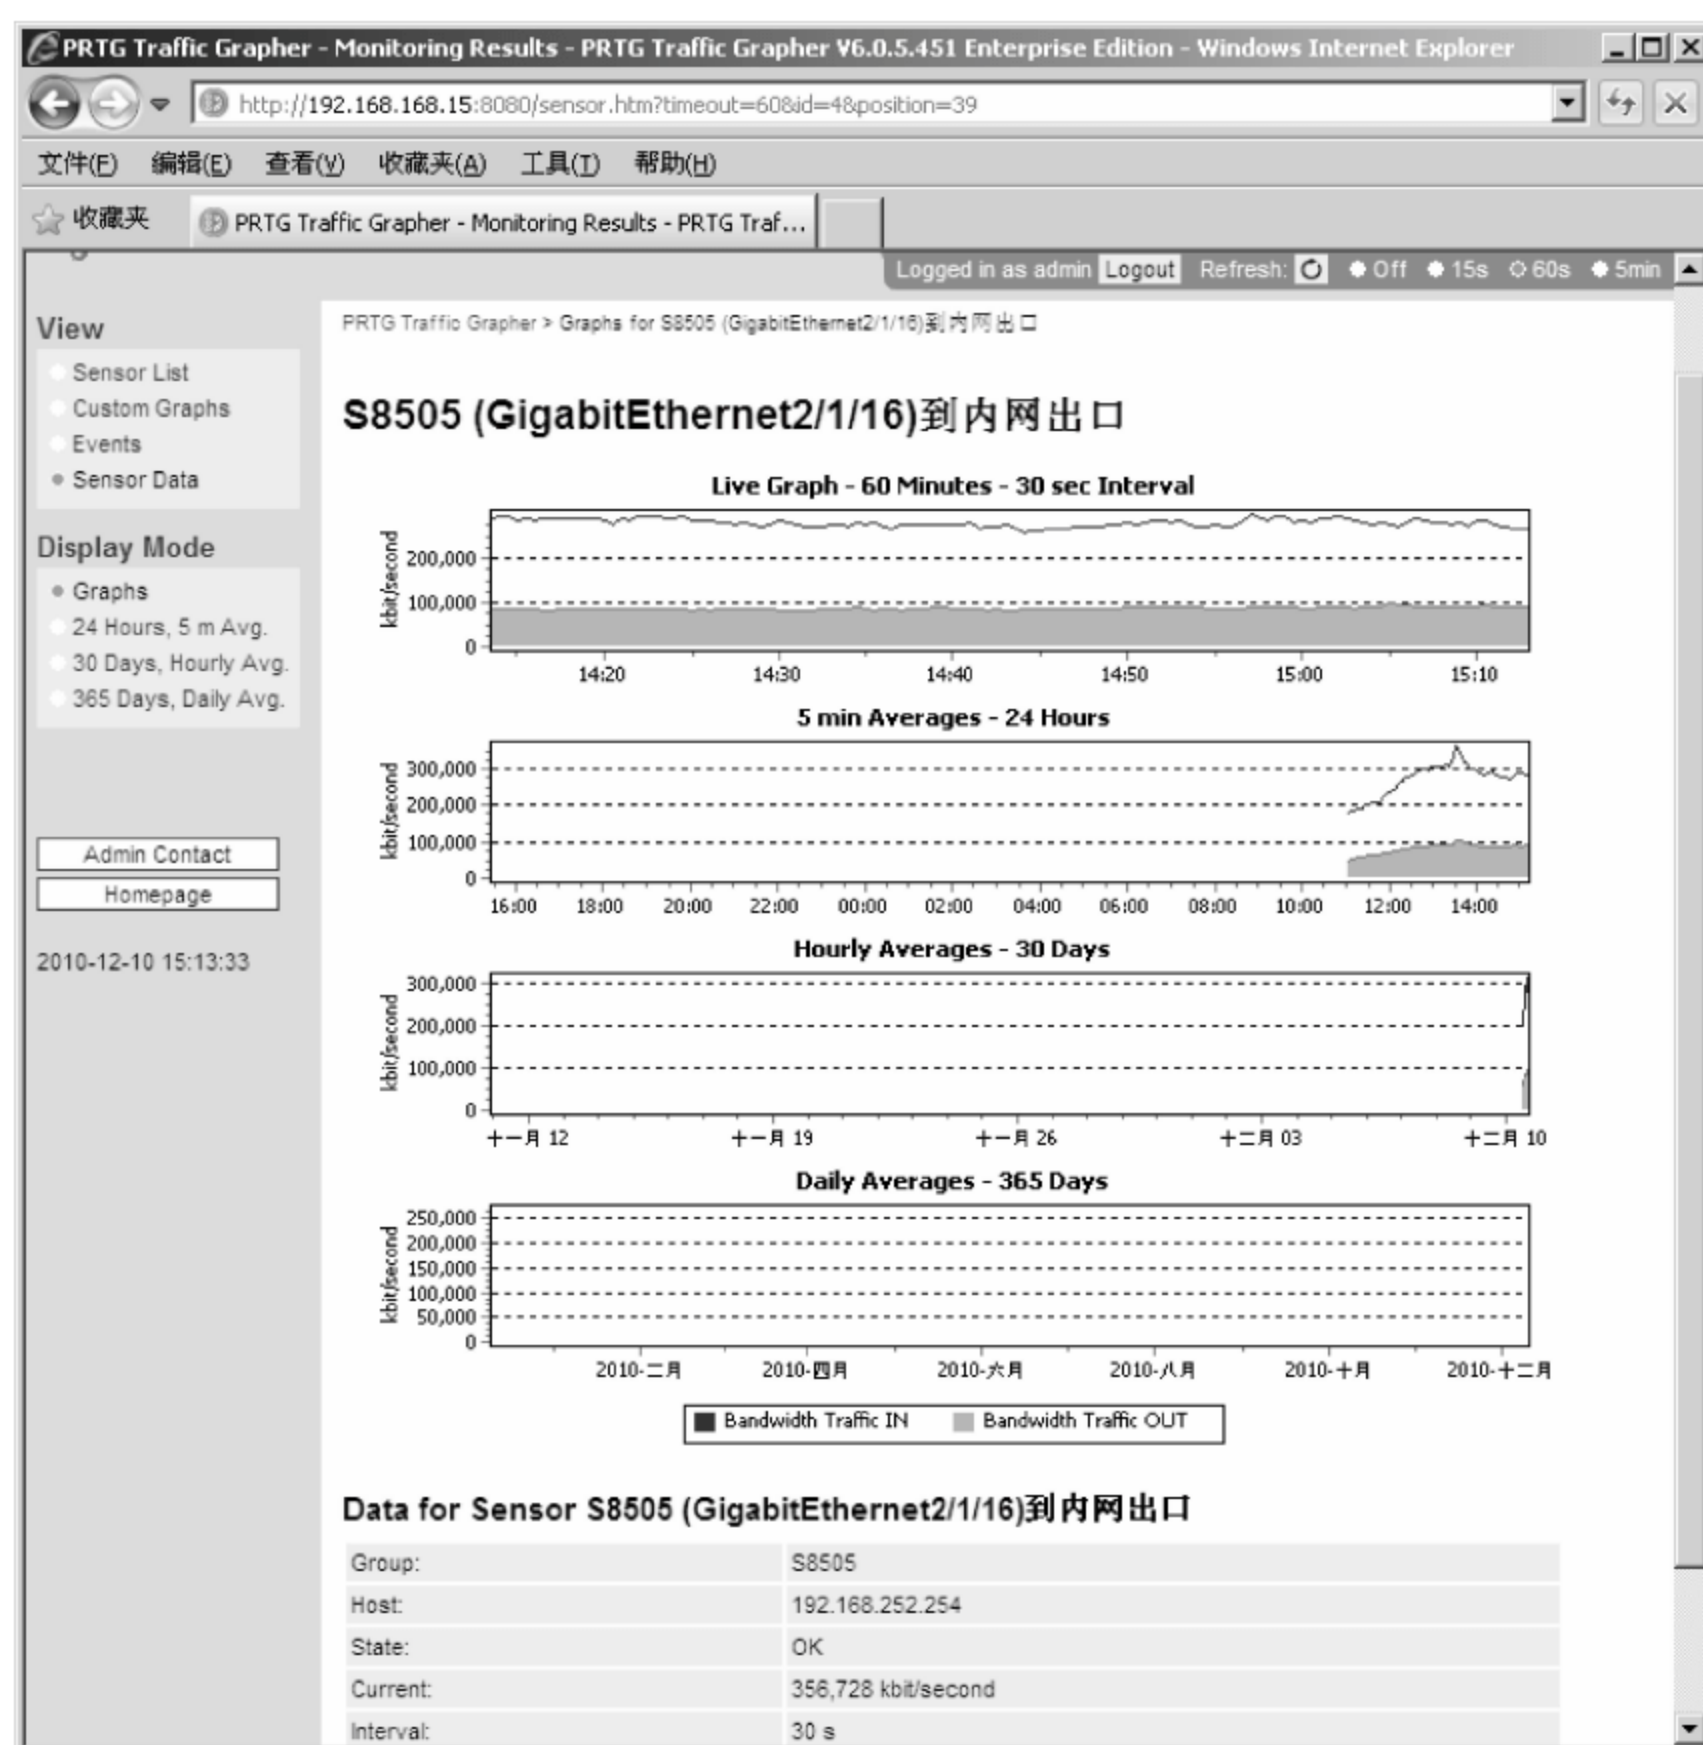 PRTG Traffic Grapher - Monitoring Results - PRTG Traffic Grapher V6.0.5.451 Enterprise Edition - Windows Internet Explorer
http://192.168.168.15:8080/sensor.htm?timeout=60&id=4&position=39
文件(F) 编辑(E) 查看(V) 收藏夹(A) 工具(T) 帮助(H)
收藏夹 PRTG Traffic Grapher - Monitoring Results - PRTG Traf...
Logged in as admin Logout Refresh: Off 15s 60s 5min
View
Sensor List
Custom Graphs
Events
Sensor Data
Display Mode
Graphs
24 Hours, 5 m Avg.
30 Days, Hourly Avg.
365 Days, Daily Avg.
Admin Contact
Homepage
2010-12-10 15:13:33
PRTG Traffic Grapher > Graphs for S8505 (GigabitEthernet2/1/16)到内网出口
S8505 (GigabitEthernet2/1/16)到内网出口
Live Graph - 60 Minutes - 30 sec Interval
kbit/second
200,000
100,000
0
14:20 14:30 14:40 14:50 15:00 15:10
5 min Averages - 24 Hours
kbit/second
300,000
200,000
100,000
0
16:00 18:00 20:00 22:00 00:00 02:00 04:00 06:00 08:00 10:00 12:00 14:00
Hourly Averages - 30 Days
kbit/second
300,000
200,000
100,000
0
十一月 12 十一月 19 十一月 26 十二月 03 十二月 10
Daily Averages - 365 Days
kbit/second
250,000
200,000
150,000
100,000
50,000
0
2010-二月 2010-四月 2010-六月 2010-八月 2010-十月 2010-十二月
Bandwidth Traffic IN Bandwidth Traffic OUT
Data for Sensor S8505 (GigabitEthernet2/1/16)到内网出口
Group: S8505
Host: 192.168.252.254
State: OK
Current: 356,728 kbit/second
Interval: 30 s